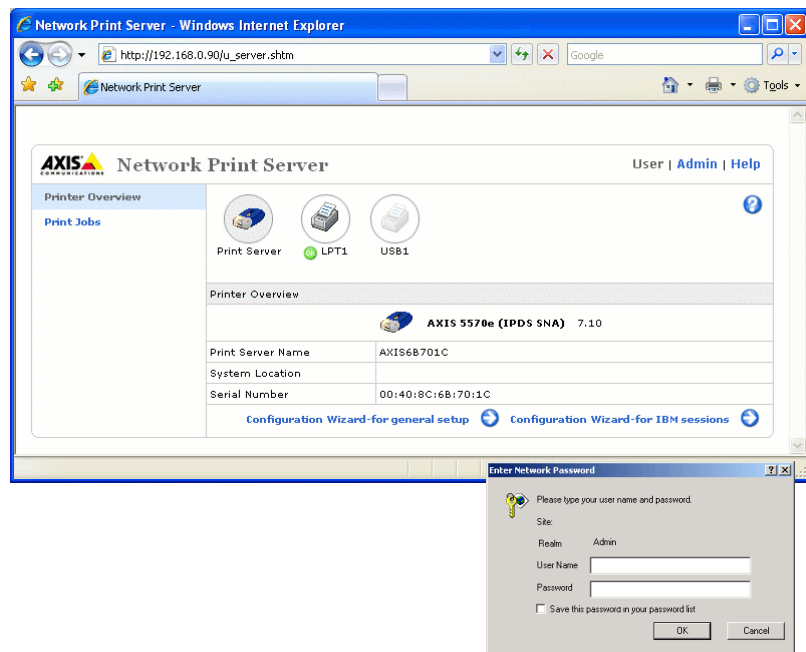 Network Print Server - Windows Internet Explorer
http://192.168.0.90/u_server.shtm
Google
Network Print Server
Tools
AXIS
COMMUNICATIONS
Network Print Server
User | Admin | Help
Printer Overview
Print Jobs
Print Server
OK LPT1
USB1
Printer Overview
AXIS 5570e (IPDS SNA) 7.10
Print Server Name AXIS6B701C
System Location
Serial Number 00:40:8C:6B:70:1C
Configuration Wizard-for general setup Configuration Wizard-for IBM sessions
Enter Network Password
Please type your user name and password.
Site:
Realm Admin
User Name
Password
Save this password in your password list
OK Cancel